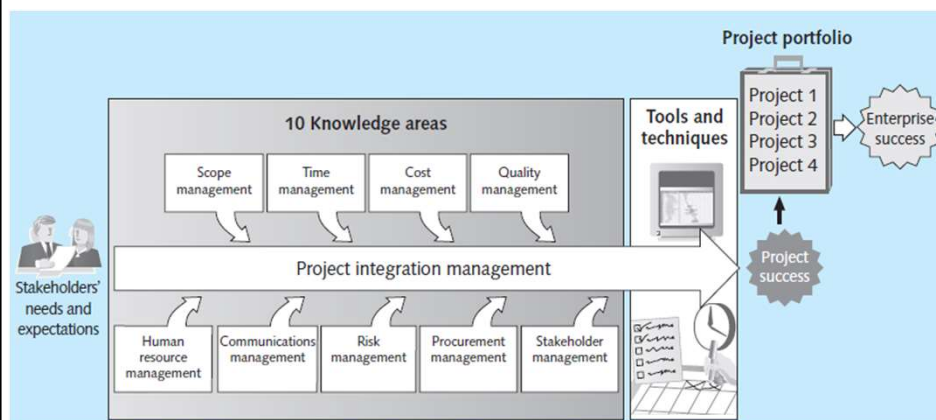 Project portfolio
Project 1
Project 2
Project 3
Project 4
Enterprise
success
Tools and
techniques
10 Knowledge areas
Scope
management
Time
management
Cost
management
Quality
management
Project integration management
Project
success
Stakeholders'
needs and
expectations
Human
resource
management
Communications
management
Risk
management
Procurement
management
Stakeholder
management